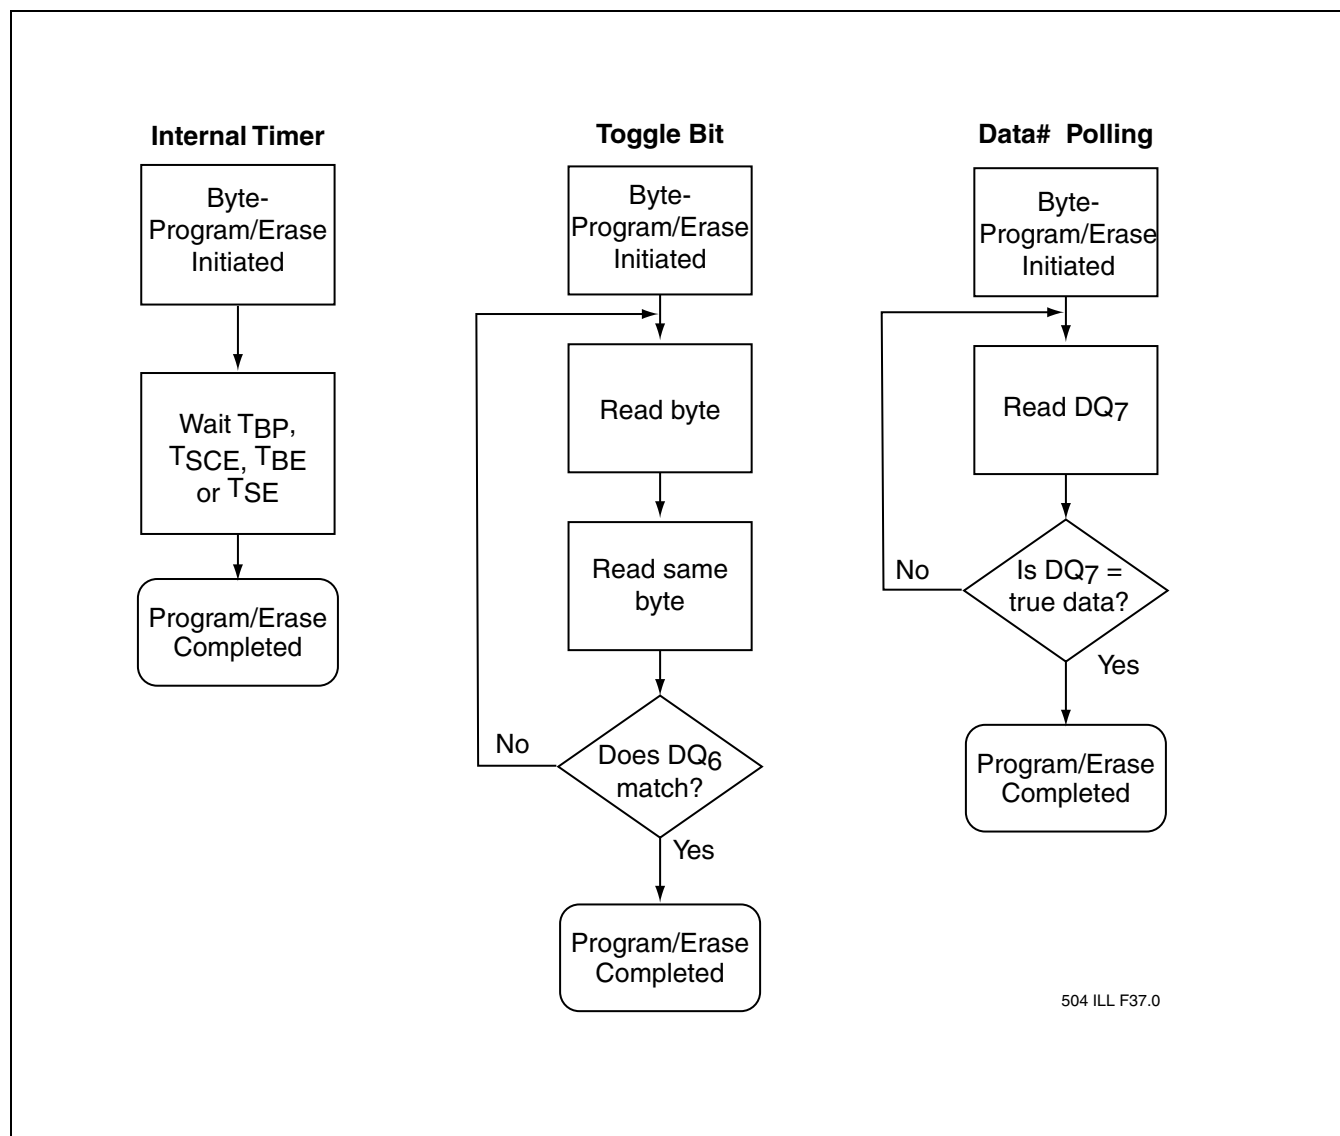 Internal Timer
Byte-
Program/Erase
Initiated
Wait TBP,
TSCE, TBE
or TSE
Program/Erase
Completed
Toggle Bit
Byte-
Program/Erase
Initiated
Read byte
Read same
byte
No
Does DQ6
match?
Yes
Program/Erase
Completed
Data# Polling
Byte-
Program/Erase
Initiated
Read DQ7
No
Is DQ7 =
true data?
Yes
Program/Erase
Completed
504 ILL F37.0